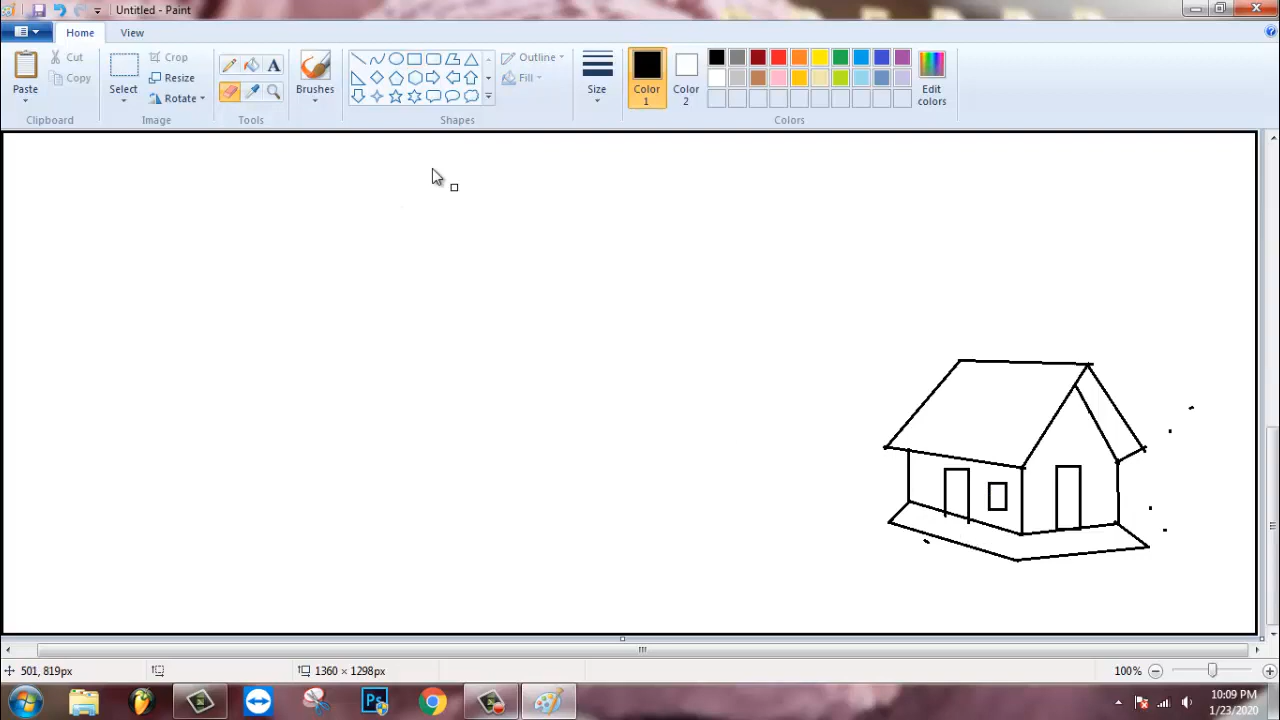 Untitled - Paint
Home View
Paste
Cut
Copy
Clipboard
Select
Crop
Resize
Rotate
Image
A
Tools
Brushes
Outline
Fill
Shapes
Size
Color 1
Color 2
Edit colors
Colors
501, 819px
1360 × 1298px
100%
Ps
10:09 PM
1/23/2020